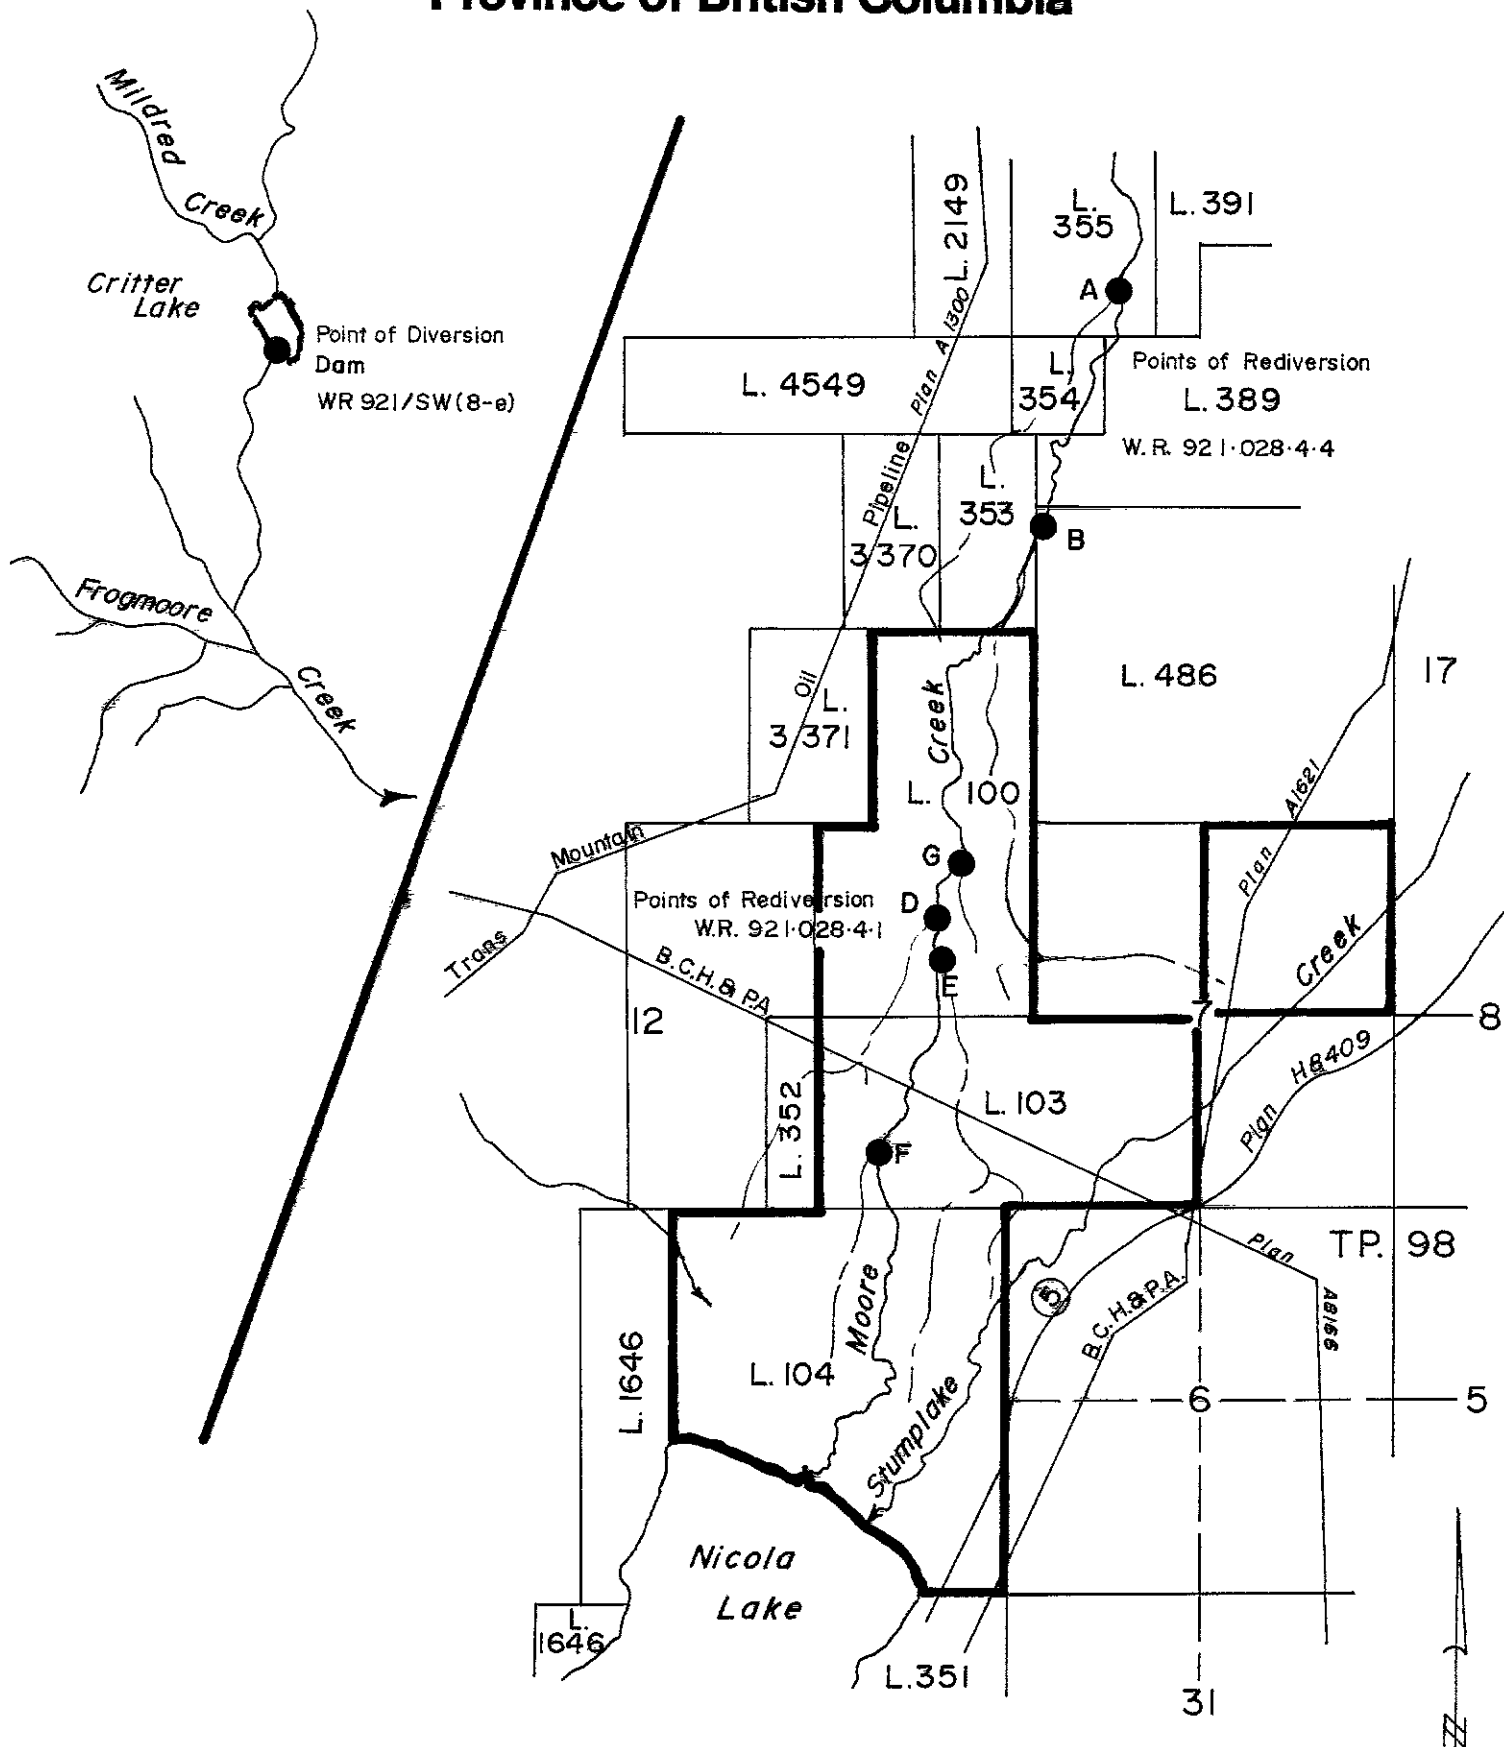 Province of British Columbia
Mildred
Creek
Critter
Lake
Point of Diversion
Dam
WR 921/SW(8-e)
Frogmoore
Creek
L. 2149
L.
355
L. 391
A
L. 4549
L.
354
Points of Rediversion
L. 389
W.R. 921·028·4·4
Trans
Mountain
Oil
Pipeline
Plan
A 1300
L.
3370
L.
353
B
L.
3371
Creek
L. 100
L. 486
17
Plan
A1621
G
D
E
Points of Rediversion
W.R. 921·028·4·1
B.C.H. & P.A.
12
7
8
Creek
Plan
H8409
L. 352
L. 103
F
TP. 98
Plan
A8166
5
B.C.H. & P.A.
L. 1646
L. 104
Moore
Stumplake
6
5
Nicola
Lake
L.
1646
L. 351
31
N